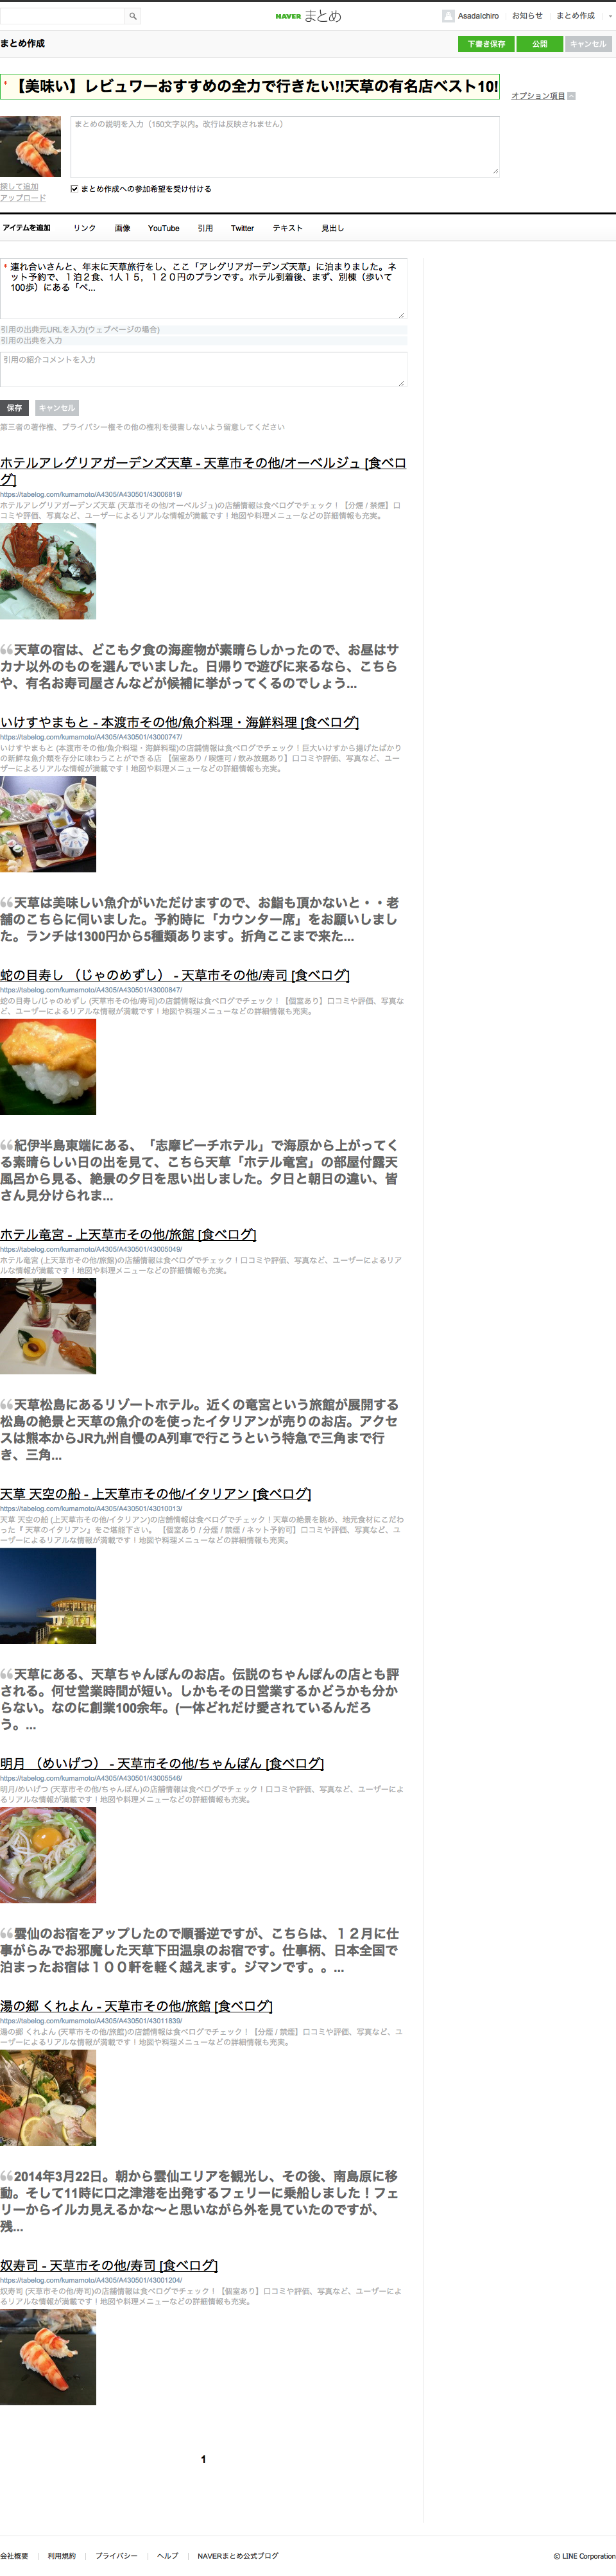 NAVER まとめ
AsadaIchiro
お知らせ
まとめ作成
まとめ作成
下書き保存
公開
キャンセル
* 【美味い】レビュワーおすすめの全力で行きたい!!天草の有名店ベスト10!
オプション項目
まとめの説明を入力（150文字以内。改行は反映されません）
探して追加
アップロード
まとめ作成への参加希望を受け付ける
アイテムを追加
リンク
画像
YouTube
引用
Twitter
テキスト
見出し
* 連れ合いさんと、年末に天草旅行をし、ここ「アレグリアガーデンズ天草」に泊まりました。ネ
ット予約で、１泊２食、1人１５，１２０円のプランです。ホテル到着後、まず、別棟（歩いて
100歩）にある「ベ...
引用の出典元URLを入力(ウェブページの場合)
引用の出典を入力
引用の紹介コメントを入力
保存
キャンセル
第三者の著作権、プライバシー権その他の権利を侵害しないよう留意してください
ホテルアレグリアガーデンズ天草 - 天草市その他/オーベルジュ [食べロ
グ]
https://tabelog.com/kumamoto/A4305/A430501/43006819/
ホテルアレグリアガーデンズ天草 (天草市その他/オーベルジュ)の店舗情報は食べログでチェック！【分煙 / 禁煙】口
コミや評価、写真など、ユーザーによるリアルな情報が満載です！地図や料理メニューなどの詳細情報も充実。
天草の宿は、どこも夕食の海産物が素晴らしかったので、お昼はサ
カナ以外のものを選んでいました。日帰りで遊びに来るなら、こちら
や、有名お寿司屋さんなどが候補に挙がってくるのでしょう...
いけすやまもと - 本渡市その他/魚介料理・海鮮料理 [食べログ]
https://tabelog.com/kumamoto/A4305/A430501/43000747/
いけすやまもと (本渡市その他/魚介料理・海鮮料理)の店舗情報は食べログでチェック！巨大いけすから揚げたばかり
の新鮮な魚介類を存分に味わうことができる店 【個室あり / 喫煙可 / 飲み放題あり】口コミや評価、写真など、ユー
ザーによるリアルな情報が満載です！地図や料理メニューなどの詳細情報も充実。
天草は美味しい魚介がいただけますので、お鮨も頂かないと・・老
舗のこちらに伺いました。予約時に「カウンター席」をお願いしまし
た。ランチは1300円から5種類あります。折角ここまで来た...
蛇の目寿し （じゃのめずし） - 天草市その他/寿司 [食べログ]
https://tabelog.com/kumamoto/A4305/A430501/43000847/
蛇の目寿し/じゃのめずし (天草市その他/寿司)の店舗情報は食べログでチェック！【個室あり】口コミや評価、写真な
ど、ユーザーによるリアルな情報が満載です！地図や料理メニューなどの詳細情報も充実。
紀伊半島東端にある、「志摩ビーチホテル」で海原から上がってく
る素晴らしい日の出を見て、こちら天草「ホテル竜宮」の部屋付露天
風呂から見る、絶景の夕日を思い出しました。夕日と朝日の違い、皆
さん見分けられま...
ホテル竜宮 - 上天草市その他/旅館 [食べログ]
https://tabelog.com/kumamoto/A4305/A430501/43005049/
ホテル竜宮 (上天草市その他/旅館)の店舗情報は食べログでチェック！口コミや評価、写真など、ユーザーによるリア
ルな情報が満載です！地図や料理メニューなどの詳細情報も充実。
天草松島にあるリゾートホテル。近くの竜宮という旅館が展開する
松島の絶景と天草の魚介のを使ったイタリアンが売りのお店。アクセ
スは熊本からJR九州自慢のA列車で行こうという特急で三角まで行
き、三角...
天草 天空の船 - 上天草市その他/イタリアン [食べログ]
https://tabelog.com/kumamoto/A4305/A430501/43010013/
天草 天空の船 (上天草市その他/イタリアン)の店舗情報は食べログでチェック！天草の絶景を眺め、地元食材にこだわ
った『 天草のイタリアン』をご堪能下さい。 【個室あり / 分煙 / 禁煙 / ネット予約可】口コミや評価、写真など、ユ
ーザーによるリアルな情報が満載です！地図や料理メニューなどの詳細情報も充実。
天草にある、天草ちゃんぽんのお店。伝説のちゃんぽんの店とも評
される。何せ営業時間が短い。しかもその日営業するかどうかも分か
らない。なのに創業100余年。(一体どれだけ愛されているんだろ
う。...
明月 （めいげつ） - 天草市その他/ちゃんぽん [食べログ]
https://tabelog.com/kumamoto/A4305/A430501/43005546/
明月/めいげつ (天草市その他/ちゃんぽん)の店舗情報は食べログでチェック！口コミや評価、写真など、ユーザーによ
るリアルな情報が満載です！地図や料理メニューなどの詳細情報も充実。
雲仙のお宿をアップしたので順番逆ですが、こちらは、１２月に仕
事がらみでお邪魔した天草下田温泉のお宿です。仕事柄、日本全国で
泊まったお宿は１００軒を軽く越えます。ジマンです。。...
湯の郷 くれよん - 天草市その他/旅館 [食べログ]
https://tabelog.com/kumamoto/A4305/A430501/43011839/
湯の郷 くれよん (天草市その他/旅館)の店舗情報は食べログでチェック！【分煙 / 禁煙】口コミや評価、写真など、ユ
ーザーによるリアルな情報が満載です！地図や料理メニューなどの詳細情報も充実。
2014年3月22日。朝から雲仙エリアを観光し、その後、南島原に移
動。そして11時に口之津港を出発するフェリーに乗船しました！フェ
リーからイルカ見えるかな〜と思いながら外を見ていたのですが、
残...
奴寿司 - 天草市その他/寿司 [食べログ]
https://tabelog.com/kumamoto/A4305/A430501/43001204/
奴寿司 (天草市その他/寿司)の店舗情報は食べログでチェック！【個室あり】口コミや評価、写真など、ユーザーによ
るリアルな情報が満載です！地図や料理メニューなどの詳細情報も充実。
1
会社概要
利用規約
プライバシー
ヘルプ
NAVERまとめ公式ブログ
© LINE Corporation